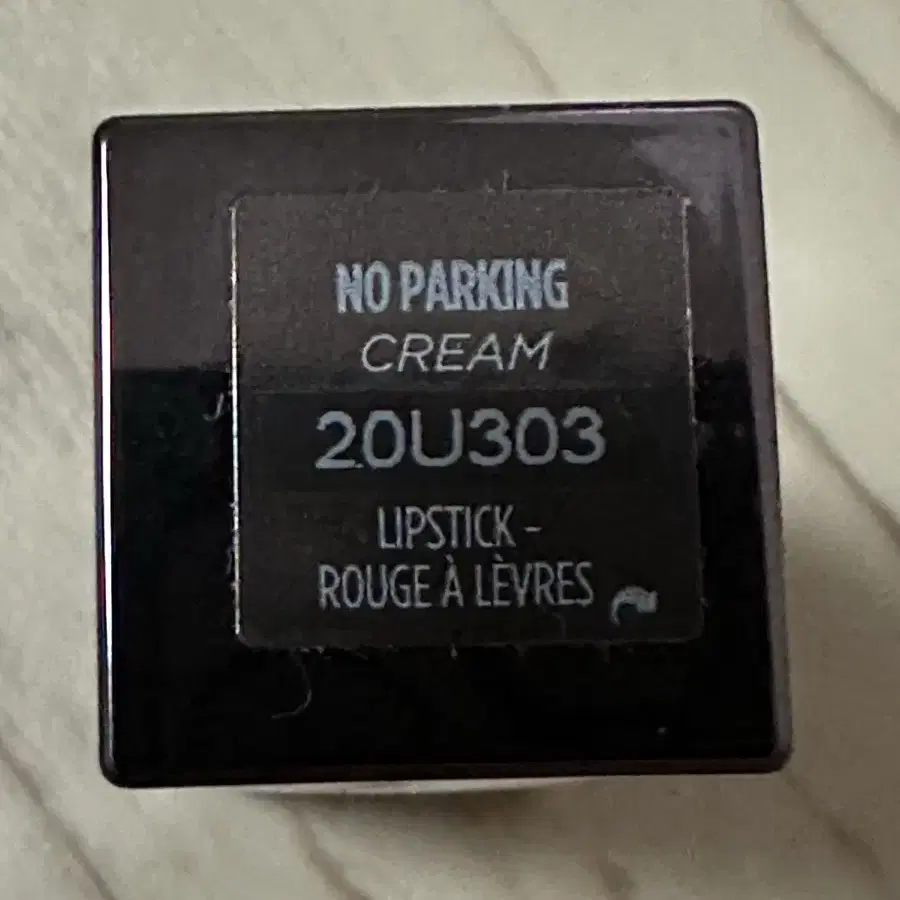 NO PARKING
CREAM
20U303
LIPSTICK -
ROUGE À LÈVRES